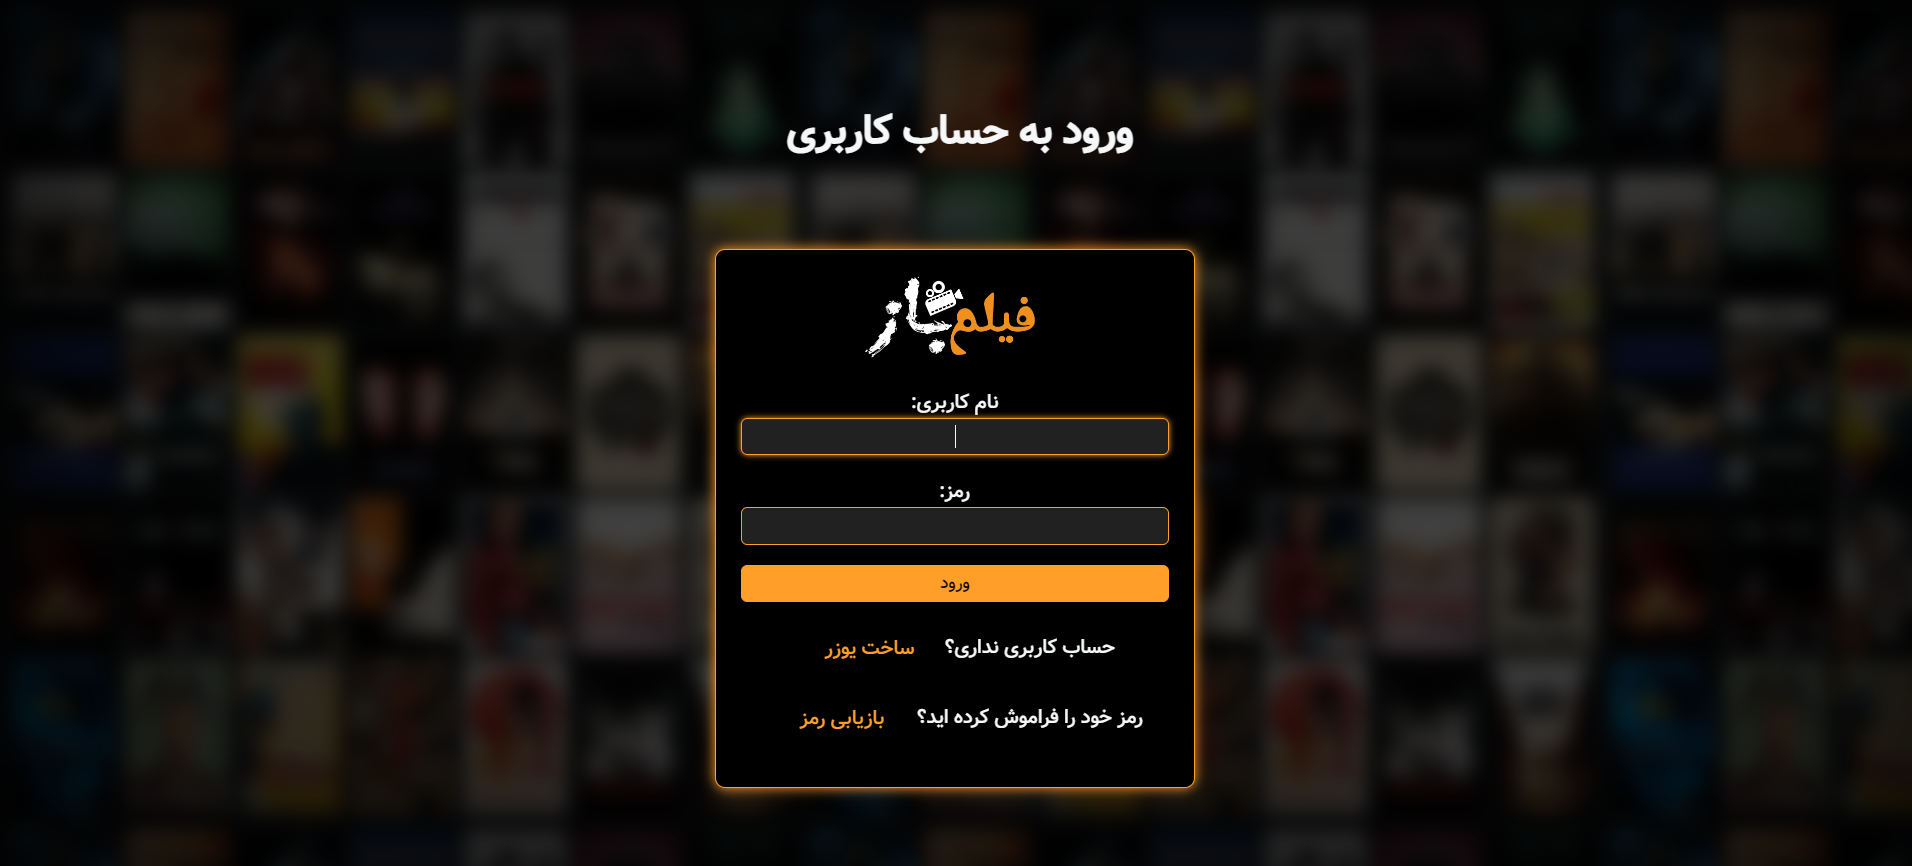 ورود به حساب کاربری
فیلم‌باز
نام کاربری:
رمز:
ورود
حساب کاربری نداری؟ ساخت یوزر
رمز خود را فراموش کرده اید؟ بازیابی رمز